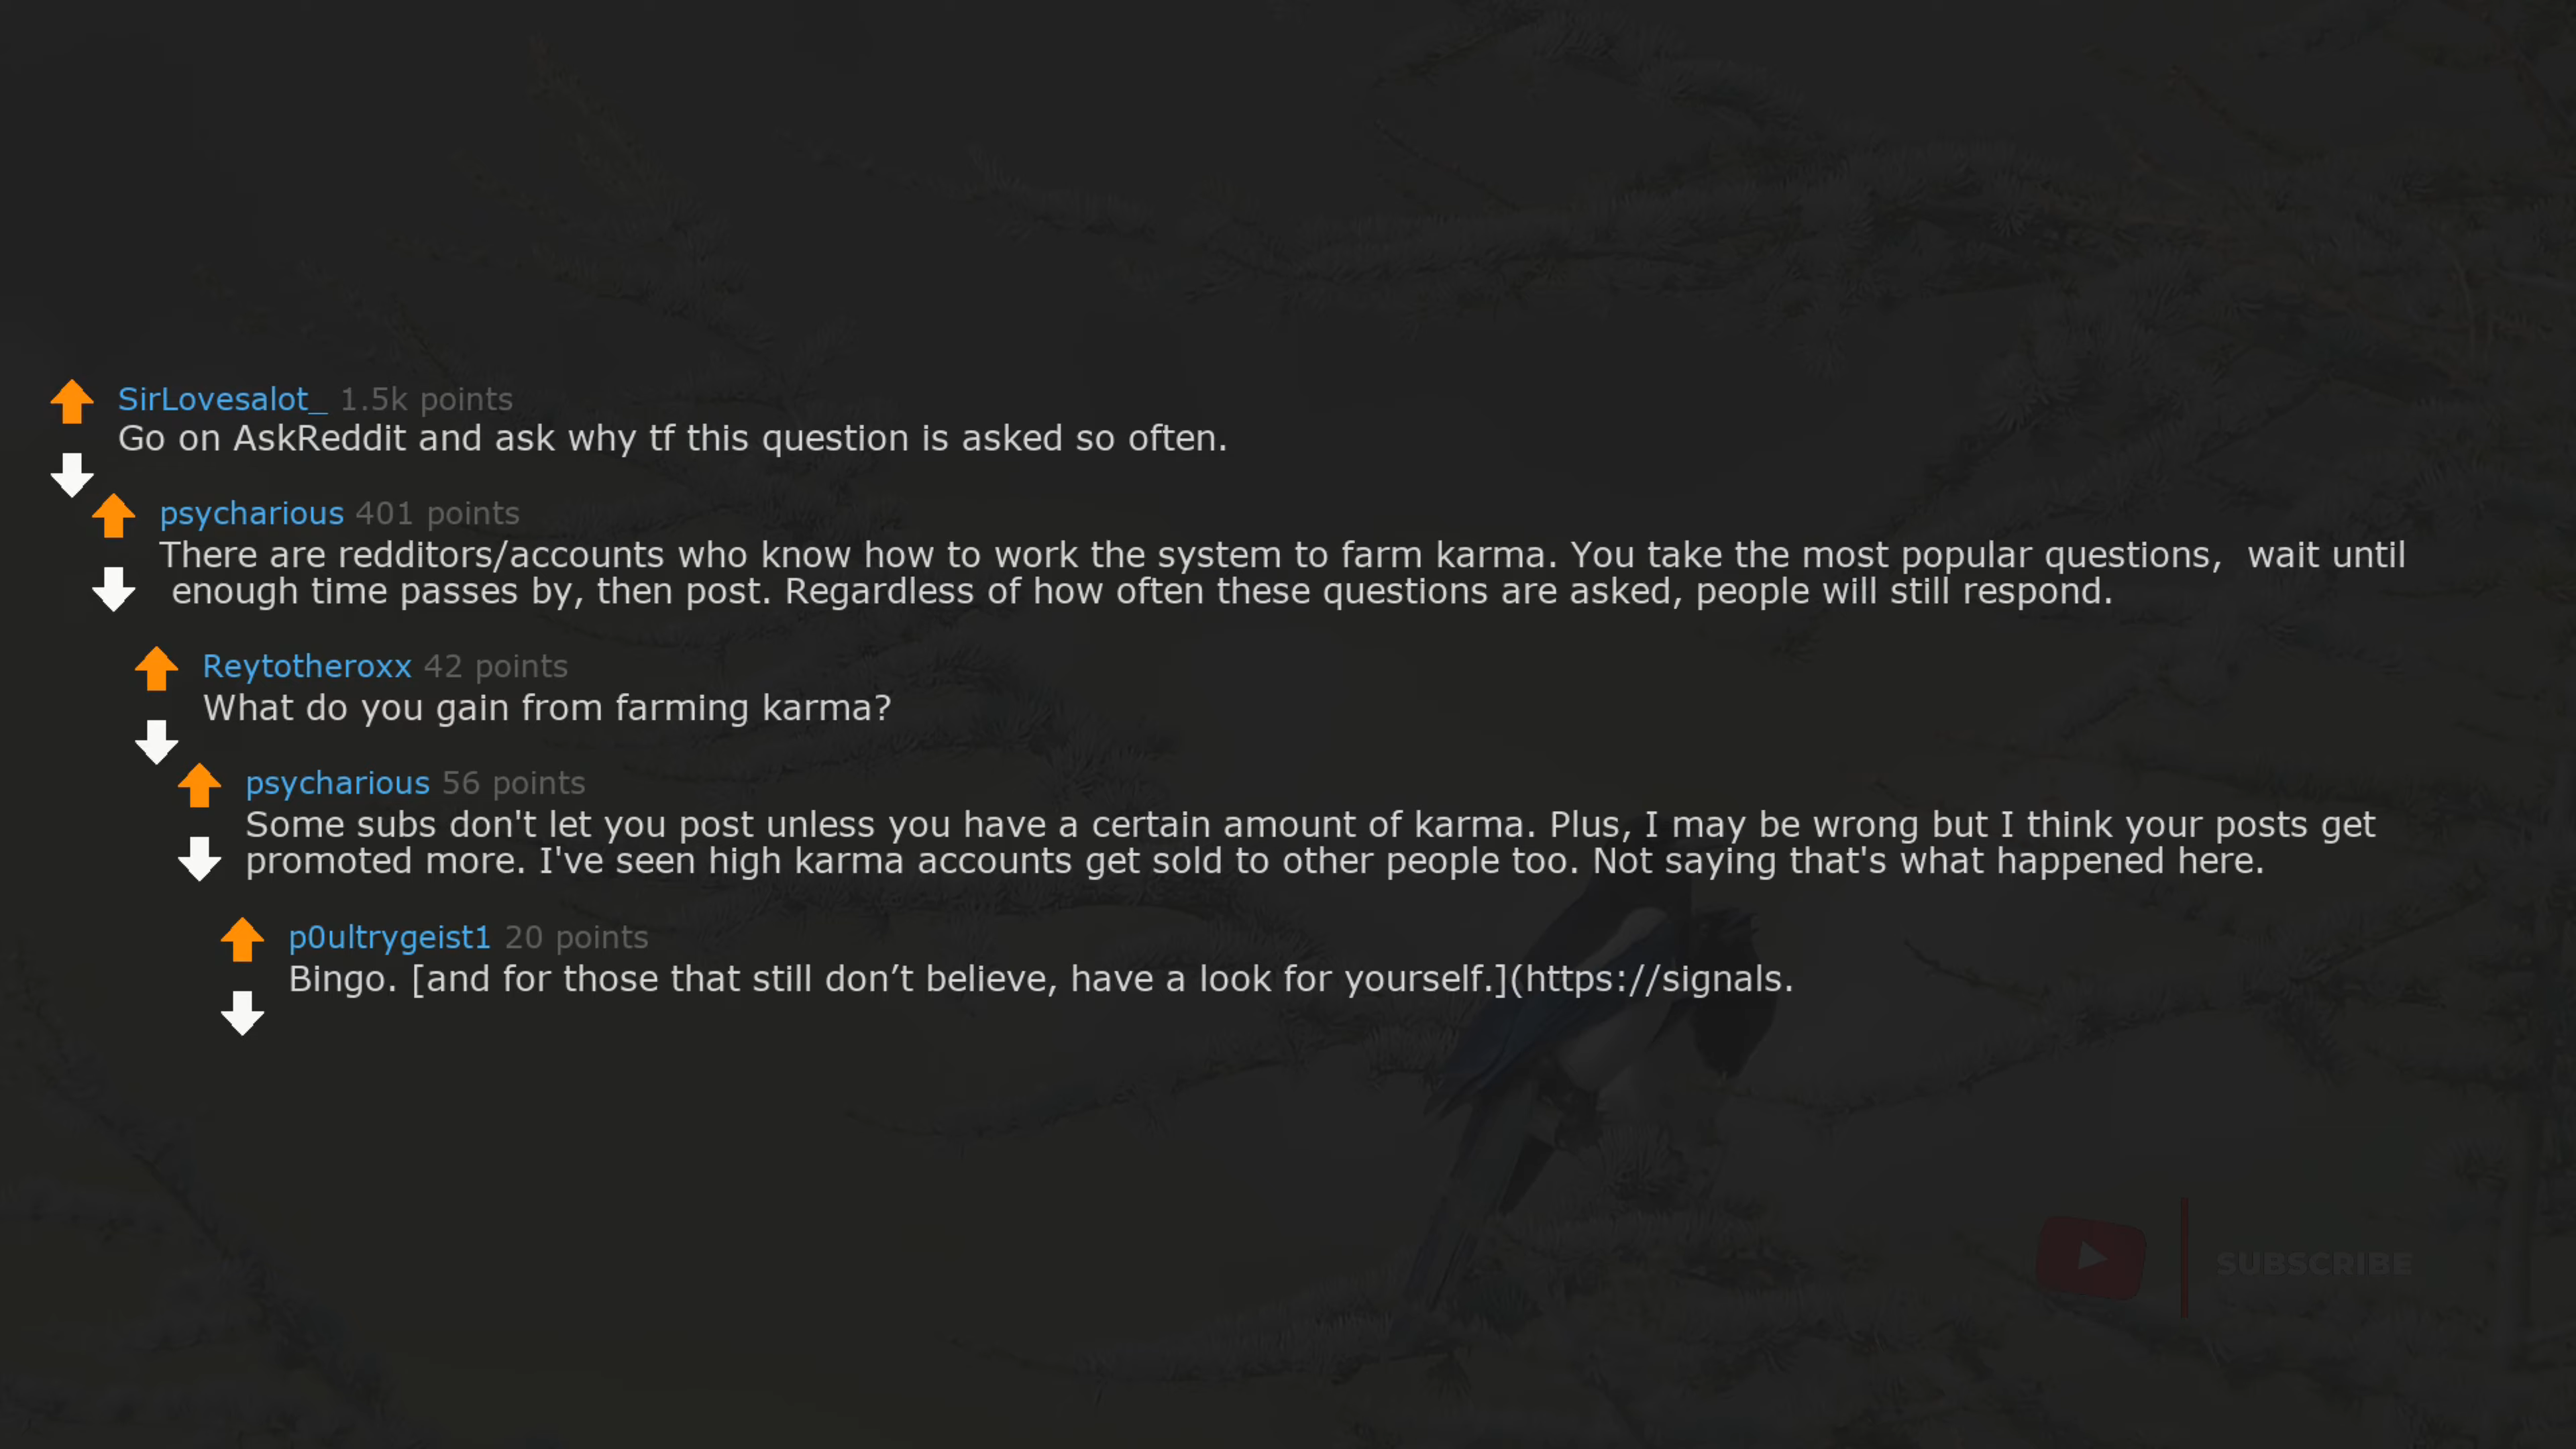 SirLovesalot_ 1.5k points
Go on AskReddit and ask why tf this question is asked so often.
psycharious 401 points
There are redditors/accounts who know how to work the system to farm karma. You take the most popular questions,  wait until
enough time passes by, then post. Regardless of how often these questions are asked, people will still respond.
Reytotheroxx 42 points
What do you gain from farming karma?
psycharious 56 points
Some subs don't let you post unless you have a certain amount of karma. Plus, I may be wrong but I think your posts get
promoted more. I've seen high karma accounts get sold to other people too. Not saying that's what happened here.
p0ultrygeist1 20 points
Bingo. [and for those that still don’t believe, have a look for yourself.](https://signals.
SUBSCRIBE